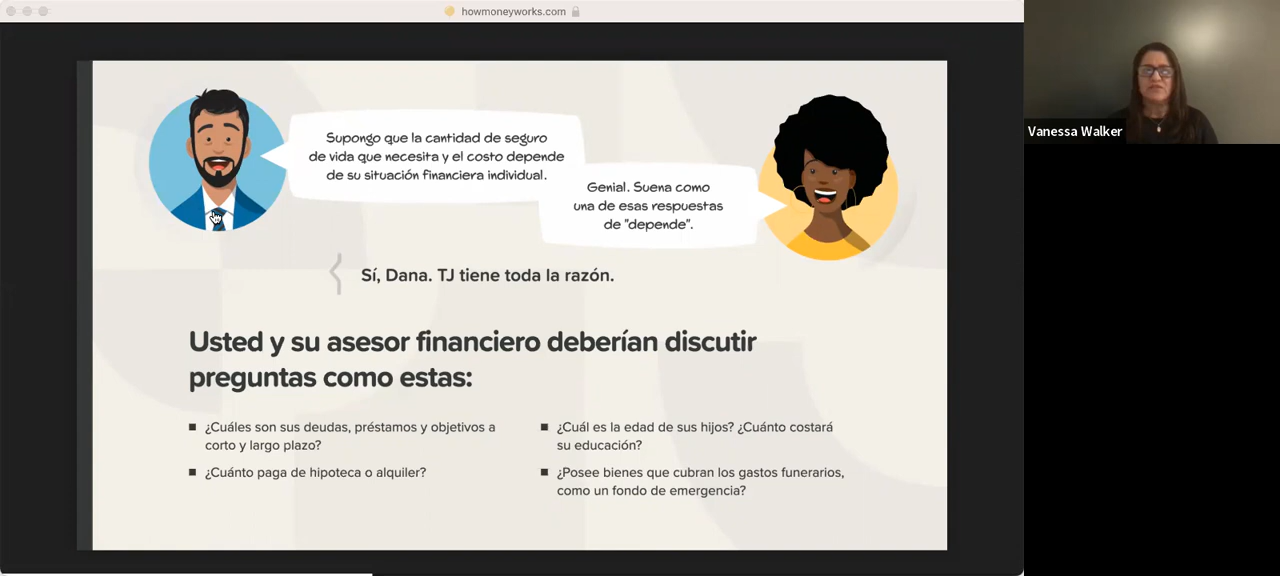 howmoneyworks.com
Vanessa Walker
Supongo que la cantidad de seguro
de vida que necesita y el costo depende
de su situación financiera individual.
Genial. Suena como
una de esas respuestas
de "depende".
Sí, Dana. TJ tiene toda la razón.
Usted y su asesor financiero deberían discutir
preguntas como estas:
¿Cuáles son sus deudas, préstamos y objetivos a
corto y largo plazo?
¿Cuánto paga de hipoteca o alquiler?
¿Cuál es la edad de sus hijos? ¿Cuánto costará
su educación?
¿Posee bienes que cubran los gastos funerarios,
como un fondo de emergencia?